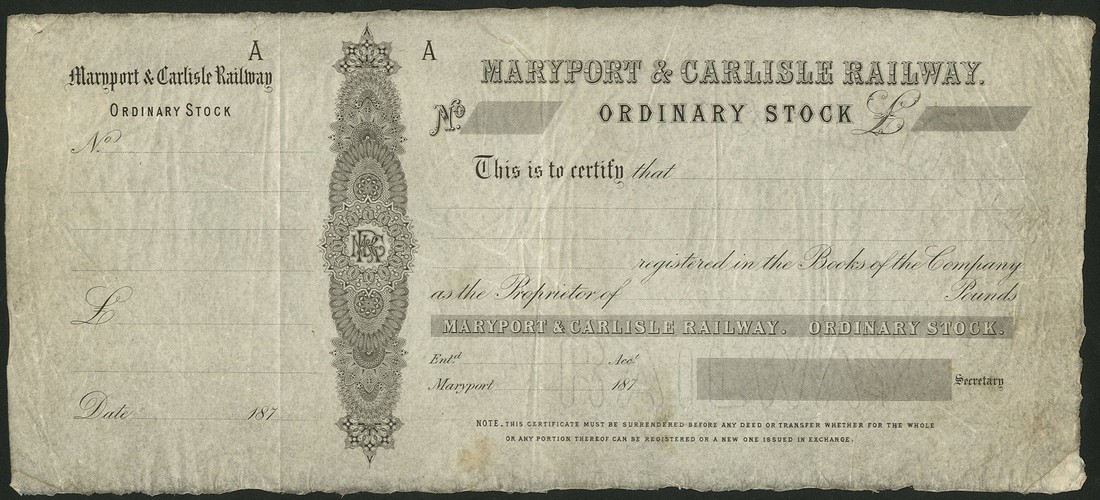 A
Maryport & Carlisle Railway
ORDINARY STOCK
No
£
Date 187
A
MARYPORT & CARLISLE RAILWAY.
No. ORDINARY STOCK £
This is to certify that
registered in the Books of the Company
as the Proprietor of Pounds
MARYPORT & CARLISLE RAILWAY. ORDINARY STOCK.
Entd Acct
Maryport 187 Secretary
NOTE_THIS CERTIFICATE MUST BE SURRENDERED BEFORE ANY DEED OR TRANSFER WHETHER FOR THE WHOLE
OR ANY PORTION THEREOF CAN BE REGISTERED OR A NEW ONE ISSUED IN EXCHANGE.